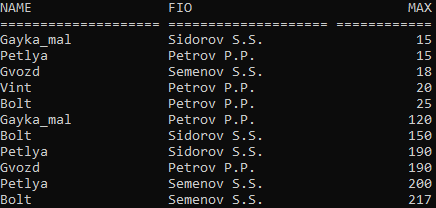 NAME FIO MAX
==================== ==================== ============
Gayka_mal Sidorov S.S. 15
Petlya Petrov P.P. 15
Gvozd Semenov S.S. 18
Vint Petrov P.P. 20
Bolt Petrov P.P. 25
Gayka_mal Petrov P.P. 120
Bolt Sidorov S.S. 150
Petlya Sidorov S.S. 190
Gvozd Petrov P.P. 190
Petlya Semenov S.S. 200
Bolt Semenov S.S. 217